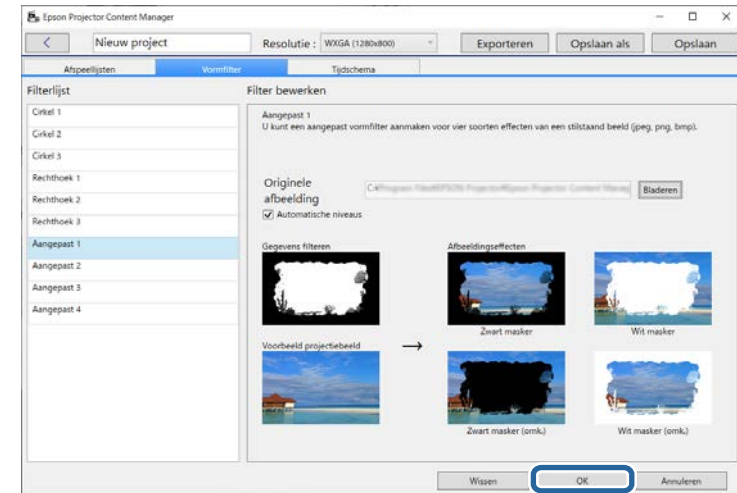 Epson Projector Content Manager
Nieuw project
Resolutie : WXGA (1280x800)
Exporteren
Opslaan als
Opslaan
Afspeellijsten
Vormfilter
Tijdschema
Filterlijst
Cirkel 1
Cirkel 2
Cirkel 3
Rechthoek 1
Rechthoek 2
Rechthoek 3
Aangepast 1
Aangepast 2
Aangepast 3
Aangepast 4
Filter bewerken
Aangepast 1
U kunt een aangepast vormfilter aanmaken voor vier soorten effecten van een stilstaand beeld (jpeg, png, bmp).
Originele
afbeelding
Bladeren
Automatische niveaus
Gegevens filteren
Afbeeldingseffecten
Zwart masker
Wit masker
Voorbeeld projectiebeeld
Zwart masker (omk.)
Wit masker (omk.)
Wissen
OK
Annuleren